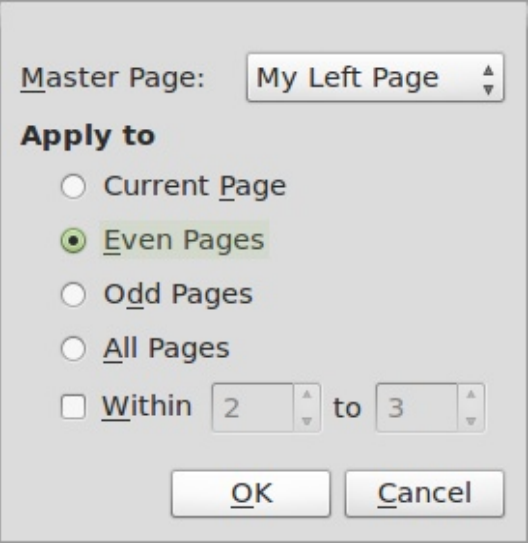 Master Page: My Left Page
Apply to
Current Page
Even Pages
Odd Pages
All Pages
Within 2 to 3
OK Cancel